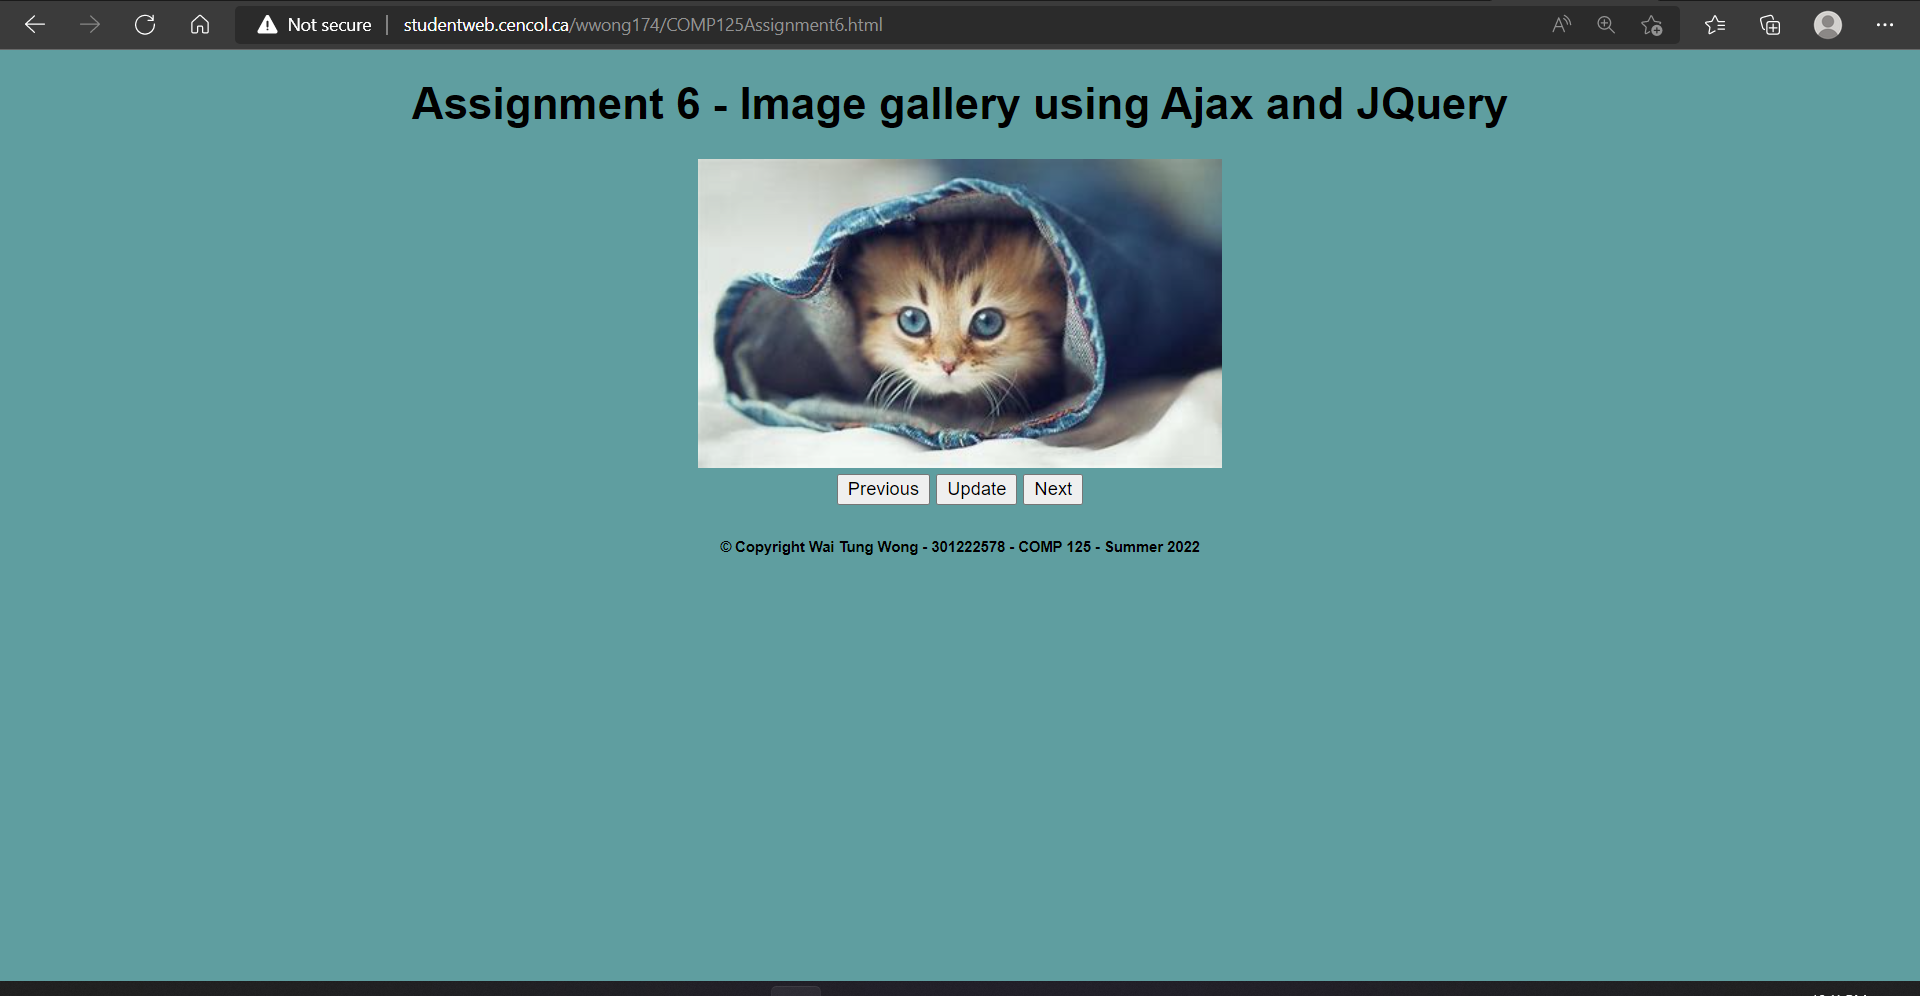 Not secure | studentweb.cencol.ca/wwong174/COMP125Assignment6.html
Assignment 6 - Image gallery using Ajax and JQuery
Previous Update Next
© Copyright Wai Tung Wong - 301222578 - COMP 125 - Summer 2022